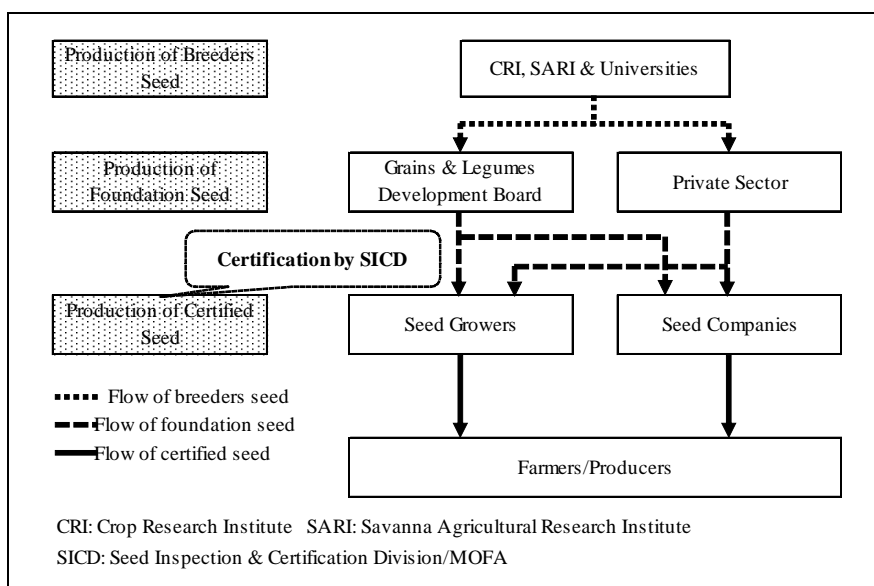 Production of Breeders
Seed
CRI, SARI & Universities
Production of
Foundation Seed
Grains & Legumes
Development Board
Private Sector
Certification by SICD
Production of Certified
Seed
Seed Growers
Seed Companies
Flow of breeders seed
Flow of foundation seed
Flow of certified seed
Farmers/Producers
CRI: Crop Research Institute SARI: Savanna Agricultural Research Institute
SICD: Seed Inspection & Certification Division/MOFA